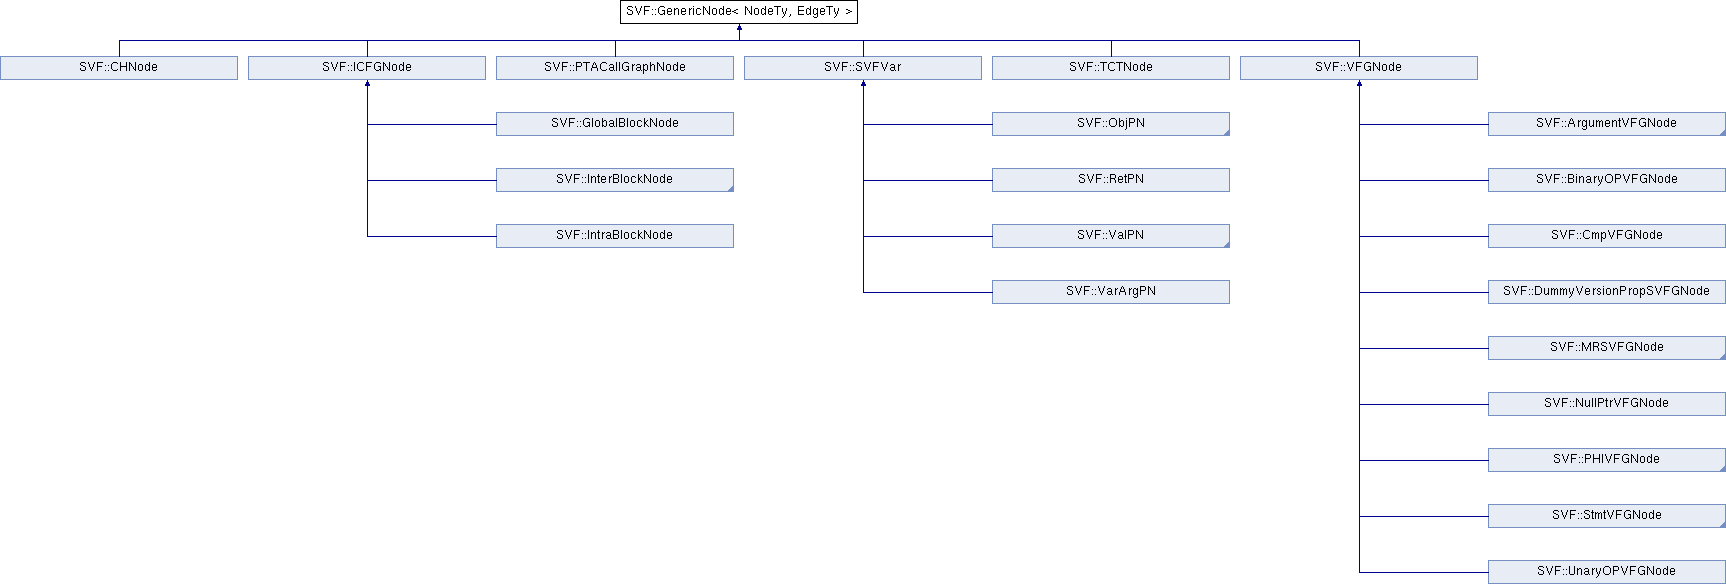 SVF::GenericNode< NodeTy, EdgeTy >
SVF::CHNode
SVF::ICFGNode
SVF::PTACallGraphNode
SVF::SVFVar
SVF::TCTNode
SVF::VFGNode
SVF::GlobalBlockNode
SVF::ObjPN
SVF::ArgumentVFGNode
SVF::InterBlockNode
SVF::RetPN
SVF::BinaryOPVFGNode
SVF::IntraBlockNode
SVF::ValPN
SVF::CmpVFGNode
SVF::VarArgPN
SVF::DummyVersionPropSVFGNode
SVF::MRSVFGNode
SVF::NullPtrVFGNode
SVF::PHIVFGNode
SVF::StmtVFGNode
SVF::UnaryOPVFGNode